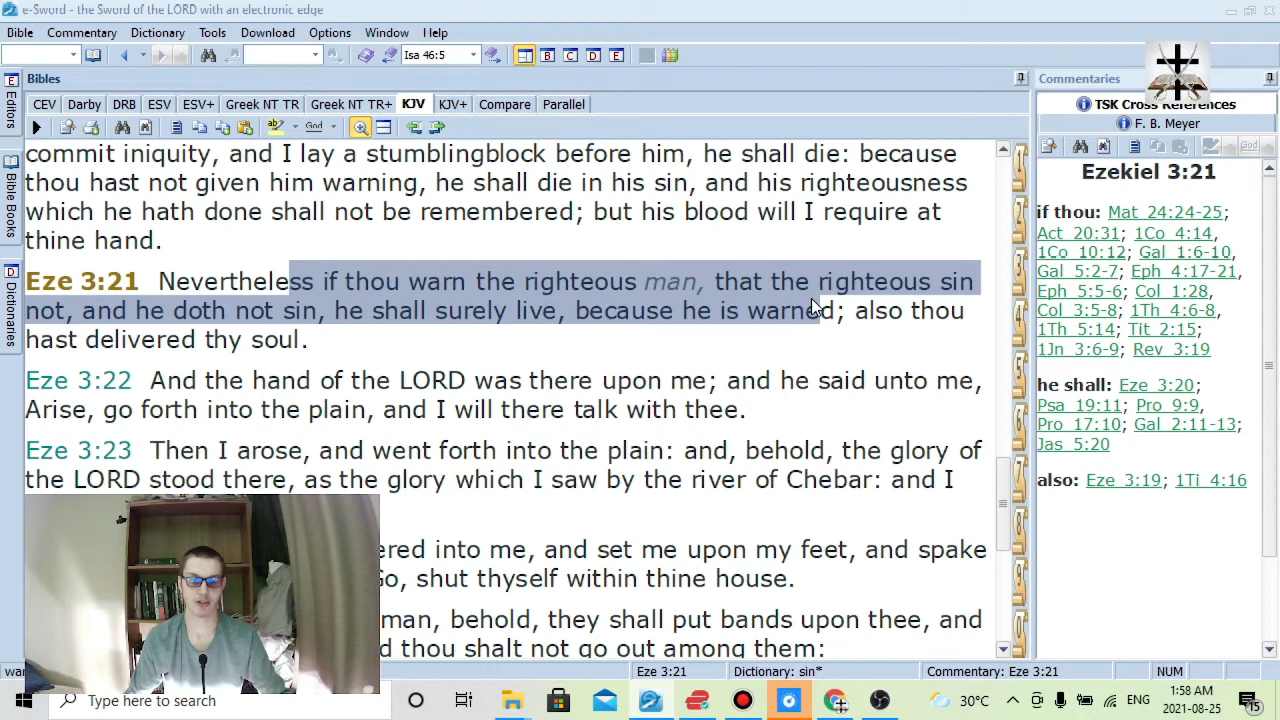 e-Sword - the Sword of the LORD with an electronic edge
Bible Commentary Dictionary Tools Download Options Window Help
Isa 46:5 B C D E
Bibles
CEV Darby DRB ESV ESV+ Greek NT TR Greek NT TR+ KJV KJV+ Compare Parallel
commit iniquity, and I lay a stumblingblock before him, he shall die: because
thou hast not given him warning, he shall die in his sin, and his righteousness
which he hath done shall not be remembered; but his blood will I require at
thine hand.
Eze 3:21 Nevertheless if thou warn the righteous man, that the righteous sin
not, and he doth not sin, he shall surely live, because he is warned; also thou
hast delivered thy soul.
Eze 3:22 And the hand of the LORD was there upon me; and he said unto me,
Arise, go forth into the plain, and I will there talk with thee.
Eze 3:23 Then I arose, and went forth into the plain: and, behold, the glory of
the LORD stood there, as the glory which I saw by the river of Chebar: and I
ered into me, and set me upon my feet, and spake
Go, shut thyself within thine house.
man, behold, they shall put bands upon thee, and
d thou shalt not go out among them:
E Editors
Bible Books
D Dictionaries
Commentaries
TSK Cross References
F. B. Meyer
Ezekiel 3:21
if thou: Mat 24:24-25;
Act 20:31; 1Co 4:14,
1Co 10:12; Gal 1:6-10,
Gal 5:2-7; Eph 4:17-21,
Eph 5:5-6; Col 1:28,
Col 3:5-8; 1Th 4:6-8,
1Th 5:14; Tit 2:15;
1Jn 3:6-9; Rev 3:19
he shall: Eze 3:20;
Psa 19:11; Pro 9:9,
Pro 17:10; Gal 2:11-13;
Jas 5:20
also: Eze 3:19; 1Ti 4:16
Eze 3:21 Dictionary: sin* Commentary: Eze 3:21 NUM
Type here to search
30°C ENG 1:58 AM
2021-08-25 15